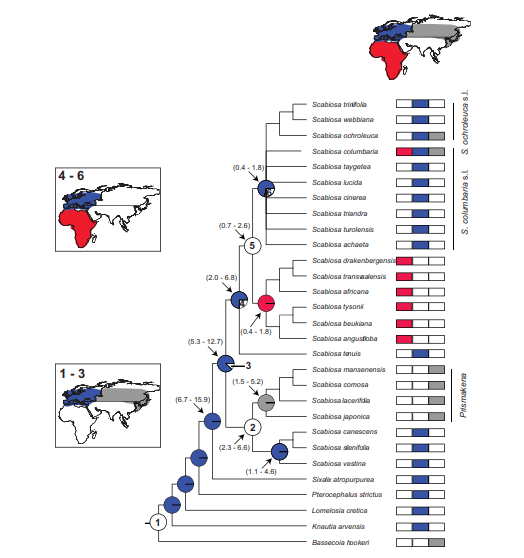 Scabiosa trinifolia
Scabiosa webbiana
Scabiosa ochroleuca
S. ochroleuca s.l.
Scabiosa columbaria
(0.4 - 1.8)
Scabiosa taygetea
4 - 6
Scabiosa lucida
6
Scabiosa cinerea
S. columbaria s.l.
Scabiosa triandra
(0.7 - 2.6)
Scabiosa turolensis
5
Scabiosa achaeta
Scabiosa drakenbergensis
(2.0 - 6.8)
Scabiosa transvaalensis
Scabiosa africana
4
Scabiosa tysonii
Scabiosa beukiana
(0.4 - 1.8)
Scabiosa angustiloba
(5.3 - 12.7)
Scabiosa tenuis
3
1 - 3
Scabiosa mansenensis
(1.5 - 5.2)
Scabiosa comosa
(6.7 - 15.9)
Scabiosa lacerifolia
Prismakena
Scabiosa japonica
2
Scabiosa canescens
(2.3 - 6.6)
Scabiosa silenifolia
Scabiosa vestina
(1.1 - 4.6)
Sixalix atropurpurea
Pterocephalus strictus
Lomelosia cretica
1
Knautia arvensis
Bassecoia hookeri